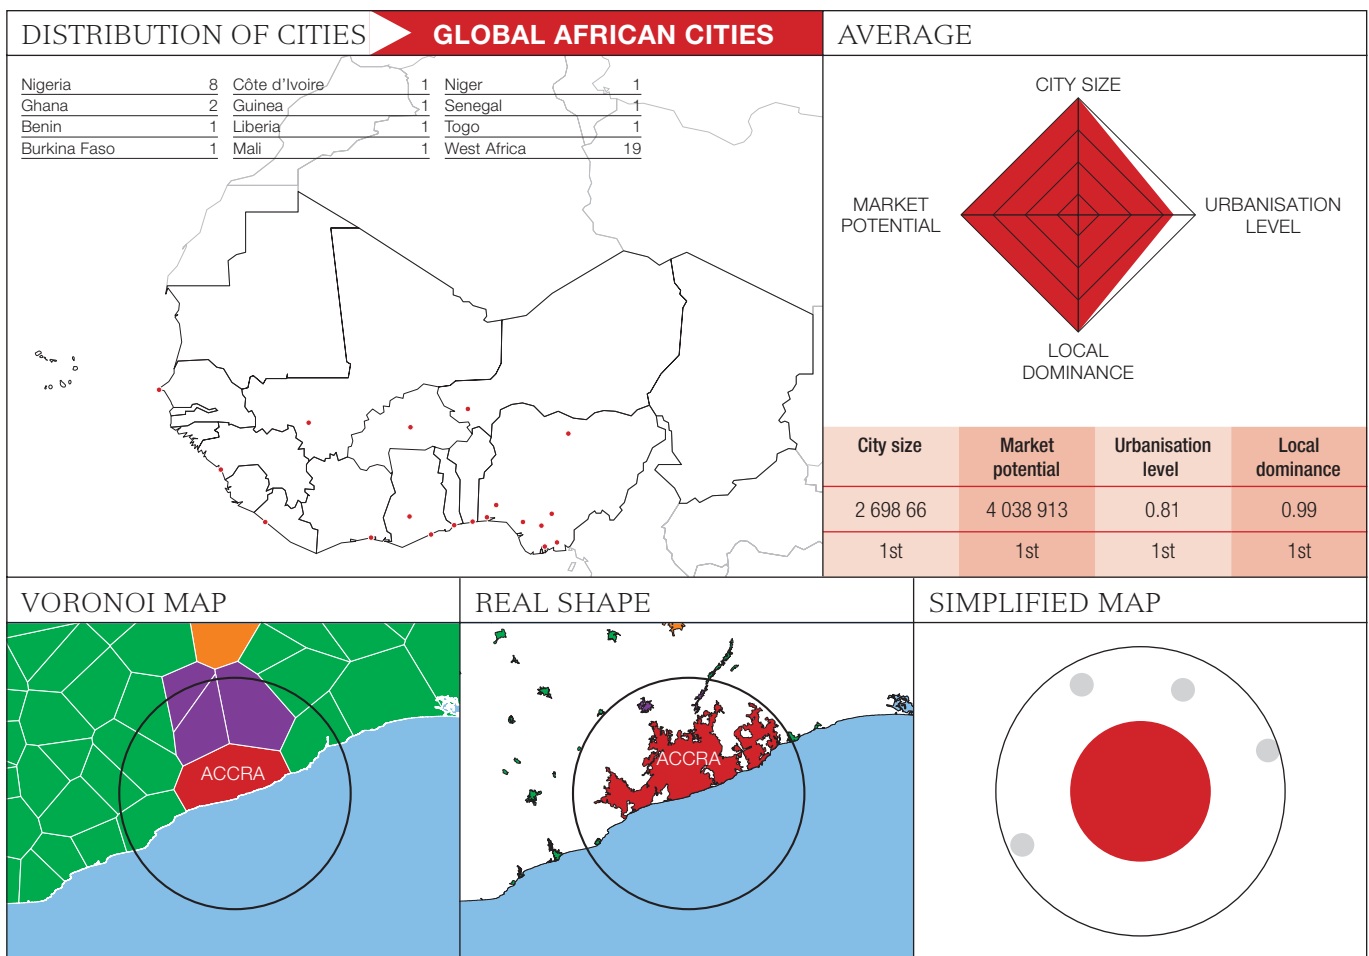 DISTRIBUTION OF CITIES
GLOBAL AFRICAN CITIES
AVERAGE
Nigeria 8 Côte d'Ivoire 1 Niger 1
Ghana 2 Guinea 1 Senegal 1
Benin 1 Liberia 1 Togo 1
Burkina Faso 1 Mali 1 West Africa 19
CITY SIZE
MARKET
POTENTIAL
URBANISATION
LEVEL
LOCAL
DOMINANCE
City size Market potential Urbanisation level Local dominance
2 698 66 4 038 913 0.81 0.99
1st 1st 1st 1st
VORONOI MAP
REAL SHAPE
SIMPLIFIED MAP
ACCRA
ACCRA